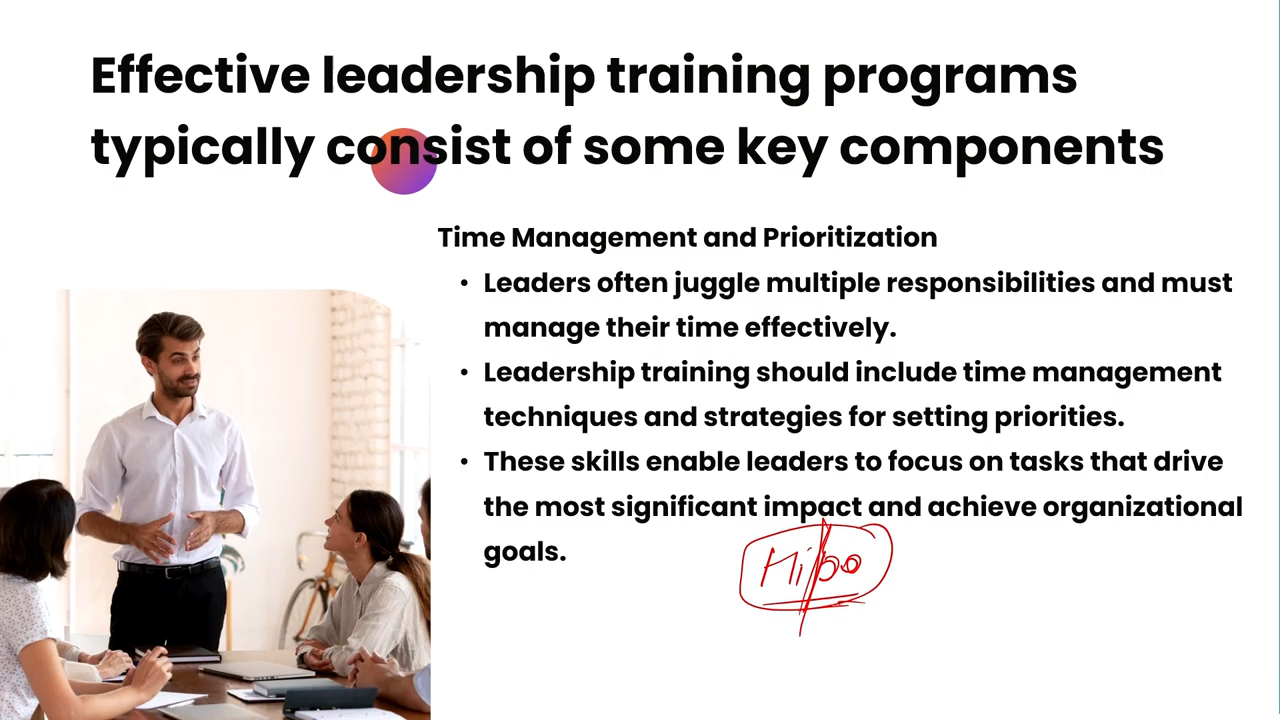 Effective leadership training programs
typically consist of some key components
Time Management and Prioritization
• Leaders often juggle multiple responsibilities and must
manage their time effectively.
• Leadership training should include time management
techniques and strategies for setting priorities.
• These skills enable leaders to focus on tasks that drive
the most significant impact and achieve organizational
goals.
Hipo